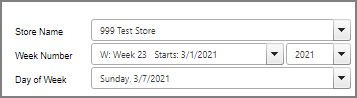 Store Name 999 Test Store
Week Number W: Week 23 Starts: 3/1/2021 2021
Day of Week Sunday, 3/7/2021